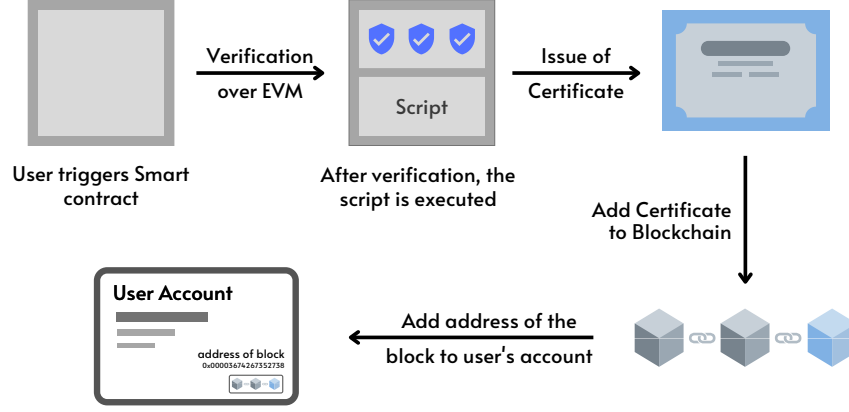 Verification
over EVM
Script
Issue of
Certificate
User triggers Smart
contract
After verification, the
script is executed
Add Certificate
to Blockchain
Add address of the
block to user's account
User Account
address of block
0x00003674267352738